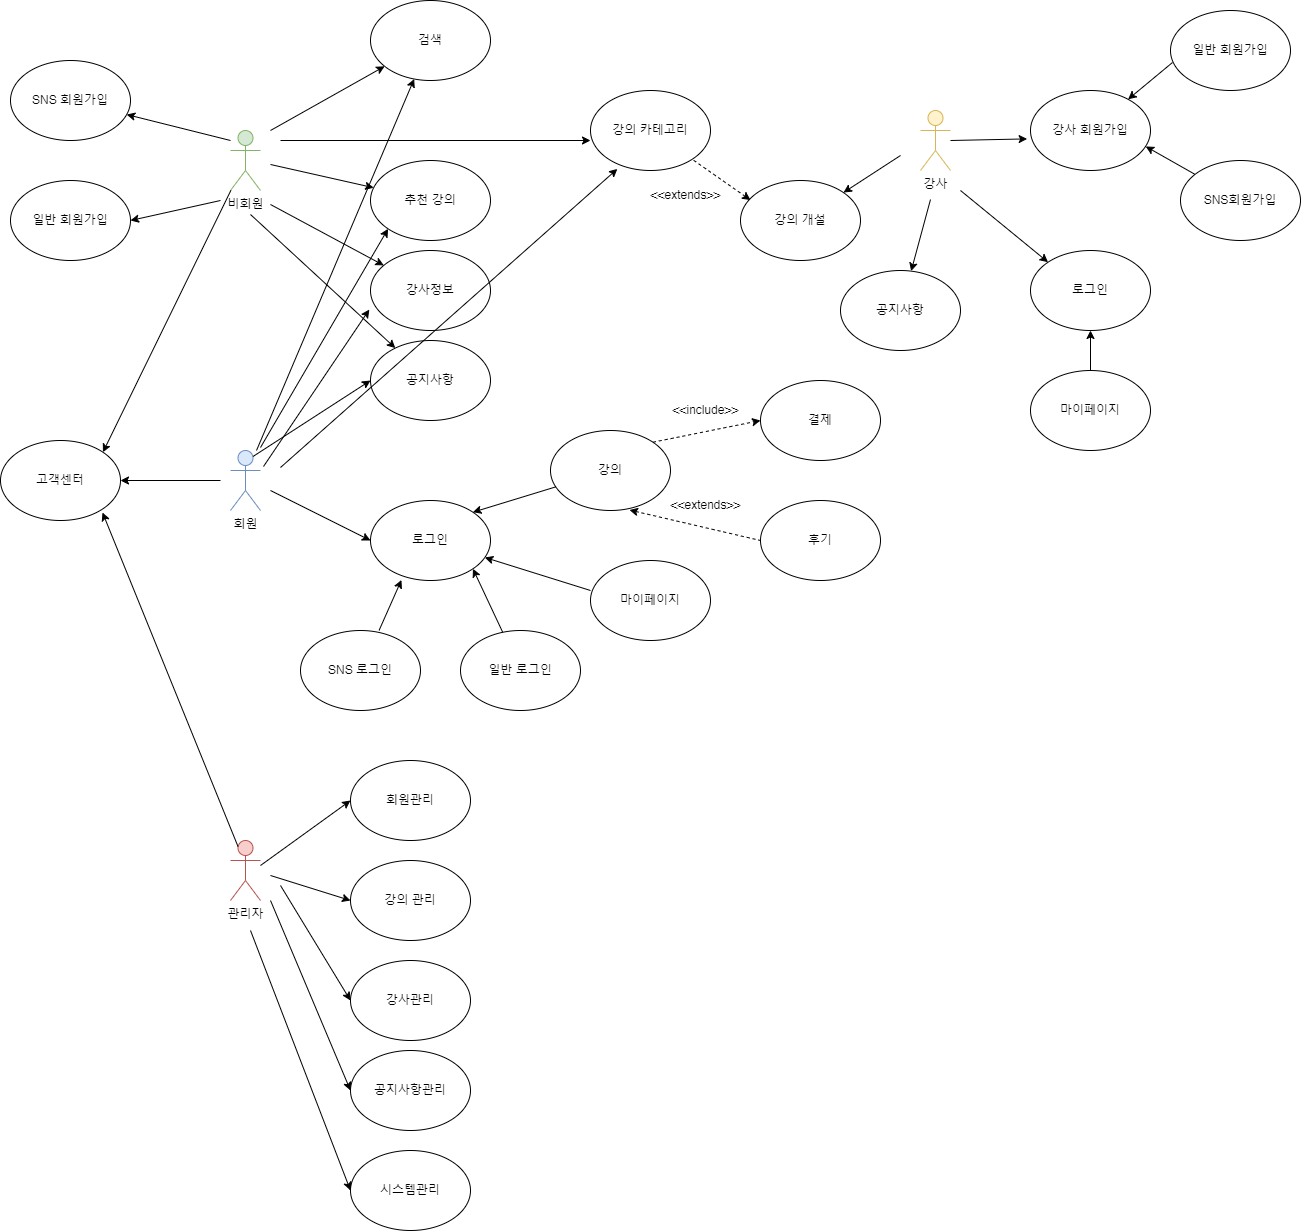 검색
일반 회원가입
SNS 회원가입
강의 카테고리
강사 회원가입
비회원
추천 강의
<<extends>>
강사
SNS회원가입
일반 회원가입
강의 개설
강사정보
공지사항
로그인
공지사항
<<include>>
결제
마이페이지
고객센터
회원
강의
<<extends>>
로그인
후기
마이페이지
SNS 로그인
일반 로그인
회원관리
관리자
강의 관리
강사관리
공지사항관리
시스템관리